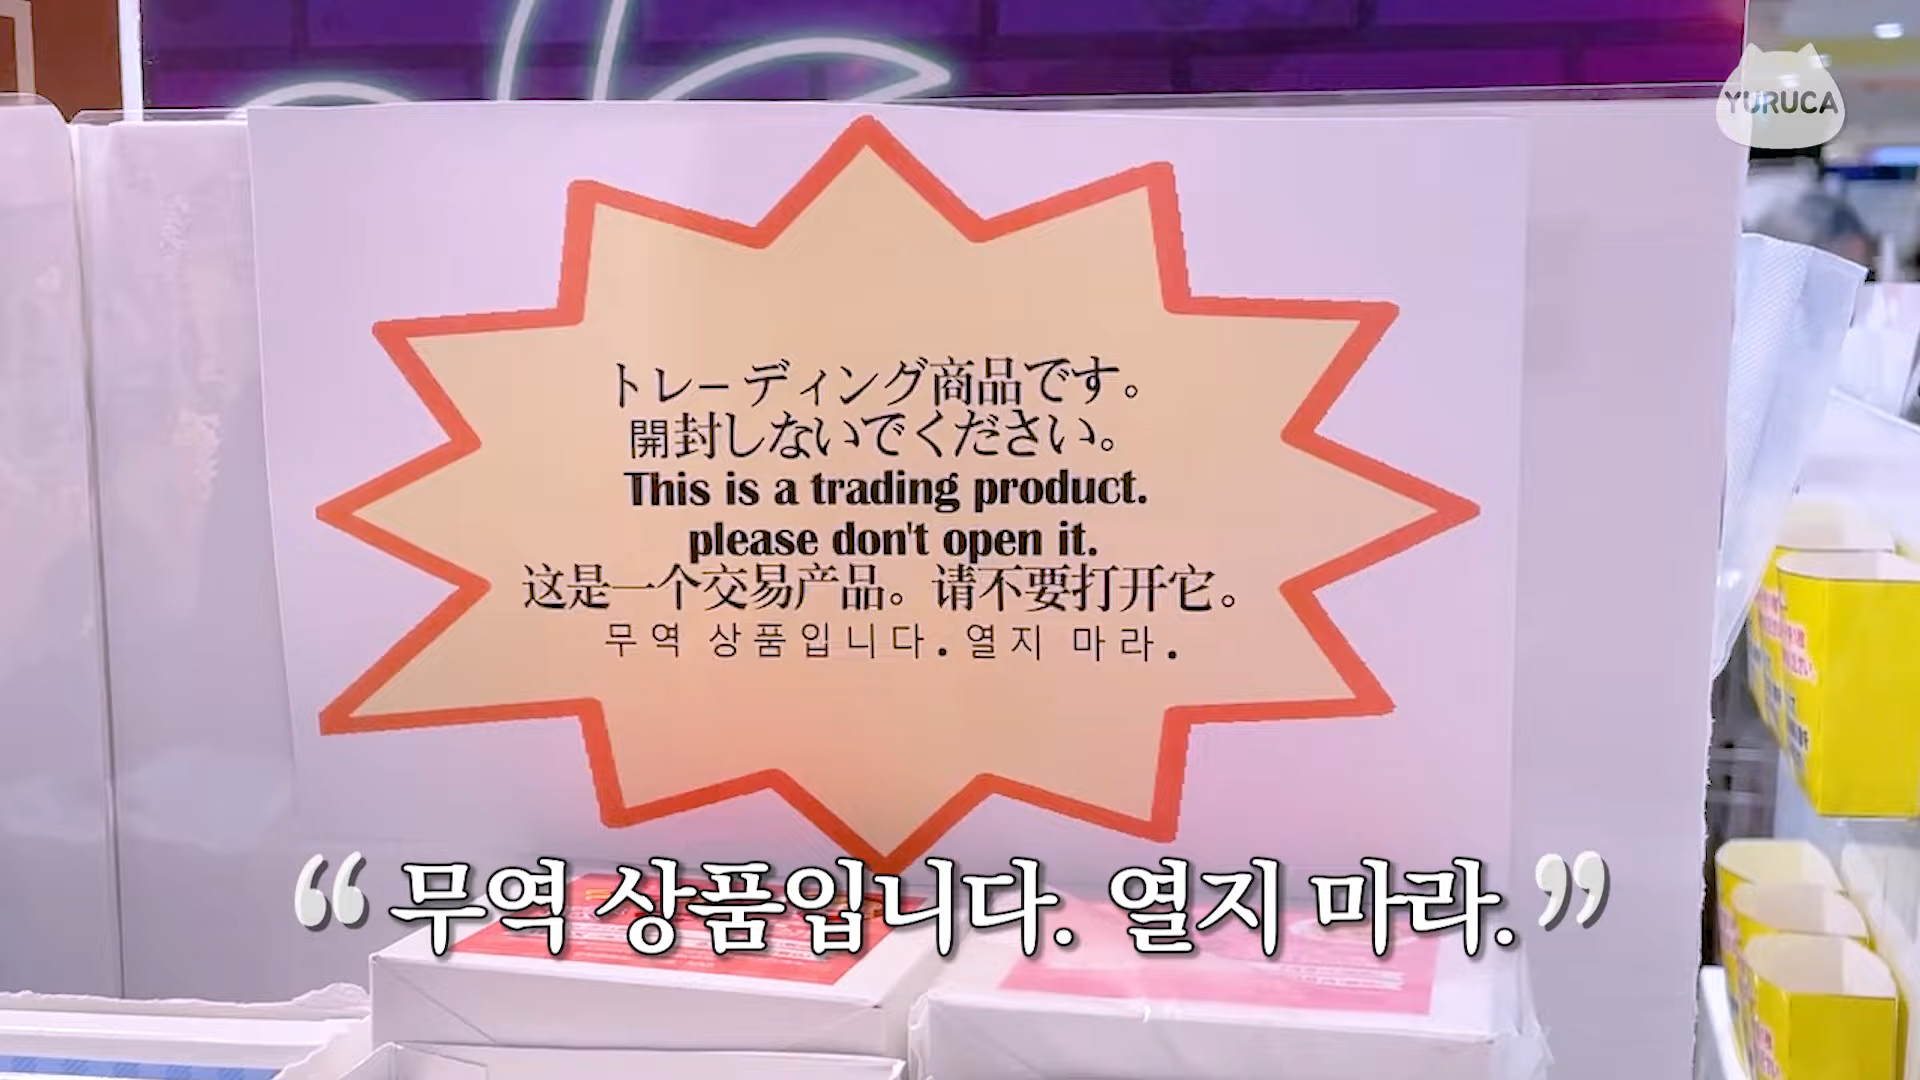 YURUCA
トレーディング商品です。
開封しないでください。
This is a trading product.
please don't open it.
这是一个交易产品。请不要打开它。
무역 상품입니다.열지 마라.
“무역 상품입니다. 열지 마라.”